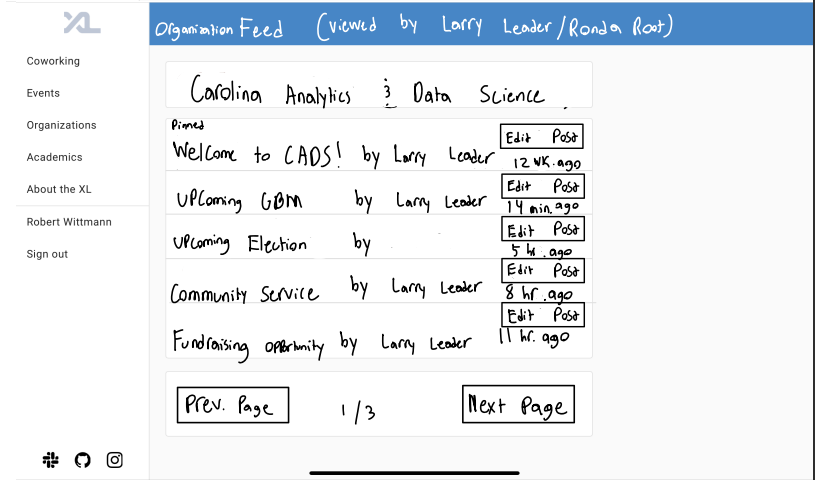 XL
Organization Feed (viewed by Larry Leader/Ronda Root)
Coworking
Events
Organizations
Academics
About the XL
Robert Wittmann
Sign out
Carolina Analytics & Data Science
Pinned
Welcome to CADS! by Larry Leader
Edit Post
12 wk. ago
Upcoming GBM by Larry Leader
Edit Post
14 min. ago
Upcoming Election by
Edit Post
5 hr. ago
Community Service by Larry Leader
Edit Post
8 hr. ago
Fundraising opportunity by Larry Leader
Edit Post
11 hr. ago
Prev. Page
1/3
Next Page